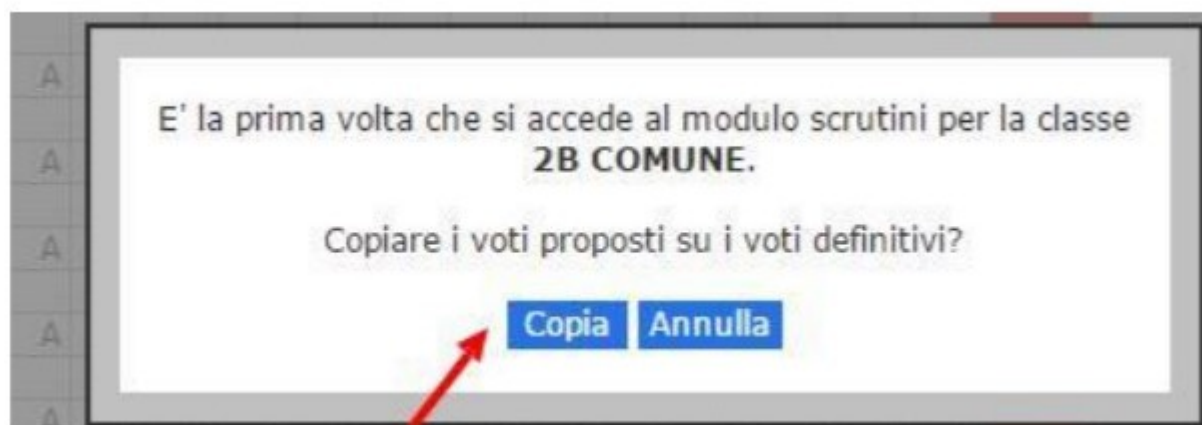 A
A
A
A
A
E' la prima volta che si accede al modulo scrutini per la classe
2B COMUNE.
Copiare i voti proposti su i voti definitivi?
Copia Annulla